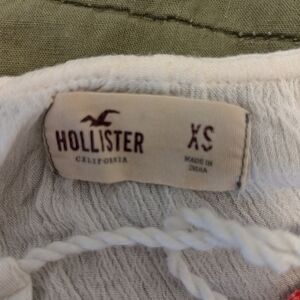 HOLLISTER
CALIFORNIA
XS
MADE IN
INDIA